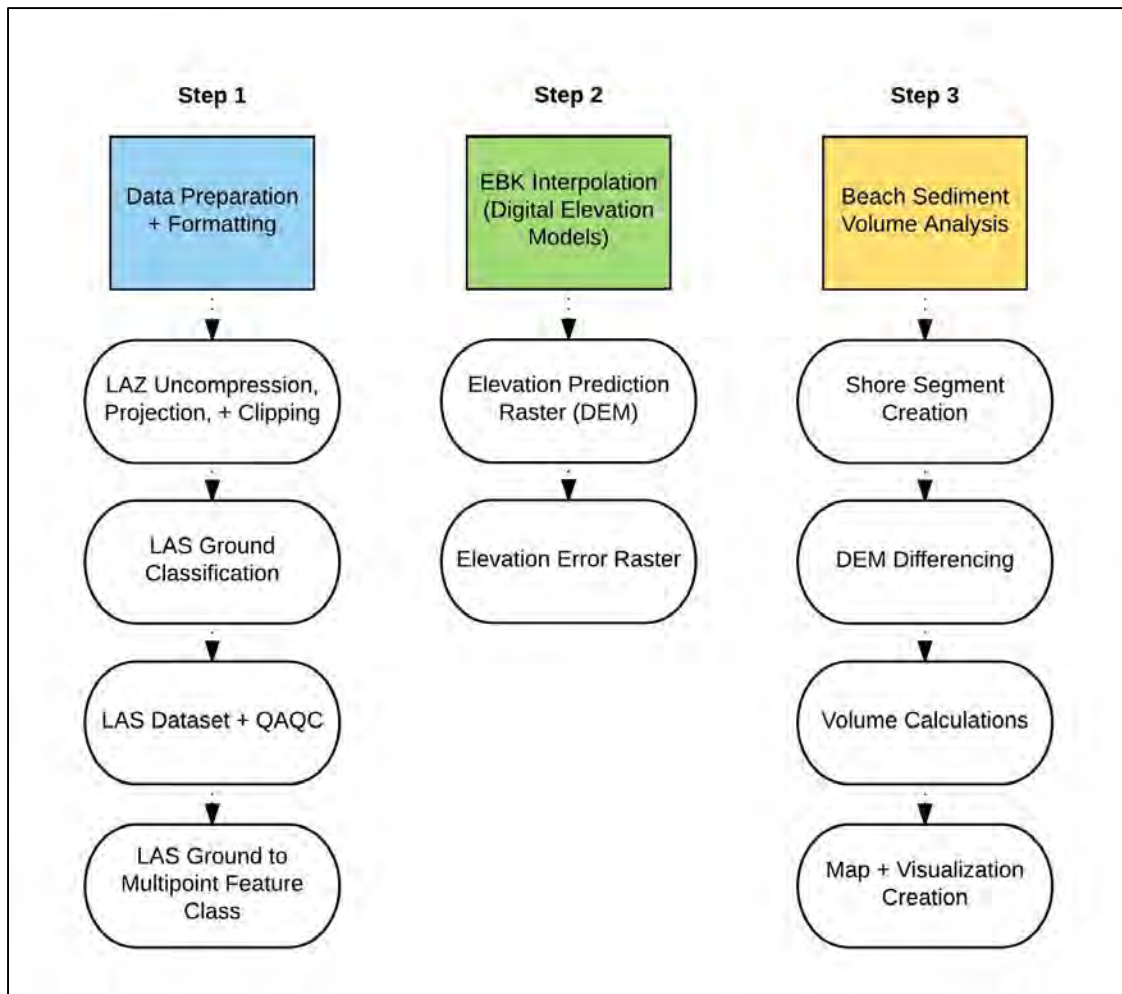 Step 1
Data Preparation
+ Formatting
LAZ Uncompression,
Projection, + Clipping
LAS Ground
Classification
LAS Dataset + QAQC
LAS Ground to
Multipoint Feature
Class
Step 2
EBK Interpolation
(Digital Elevation
Models)
Elevation Prediction
Raster (DEM)
Elevation Error Raster
Step 3
Beach Sediment
Volume Analysis
Shore Segment
Creation
DEM Differencing
Volume Calculations
Map + Visualization
Creation